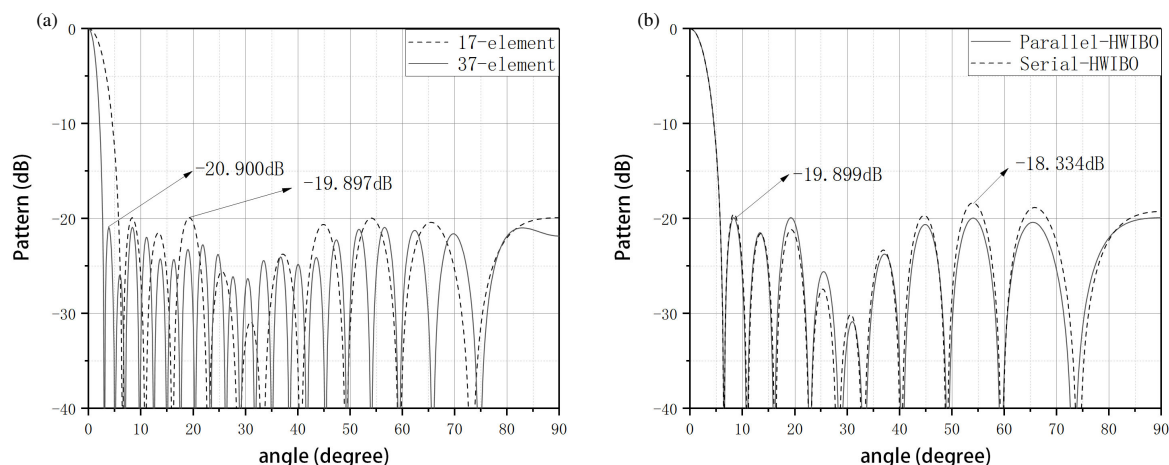 (a)
17-element
37-element
-20.900dB
-19.897dB
0
-10
-20
-30
-40
Pattern (dB)
0 10 20 30 40 50 60 70 80 90
angle (degree)
(b)
Parallel-HWIBO
Serial-HWIBO
-19.899dB
-18.334dB
0
-10
-20
-30
-40
Pattern (dB)
0 10 20 30 40 50 60 70 80 90
angle (degree)